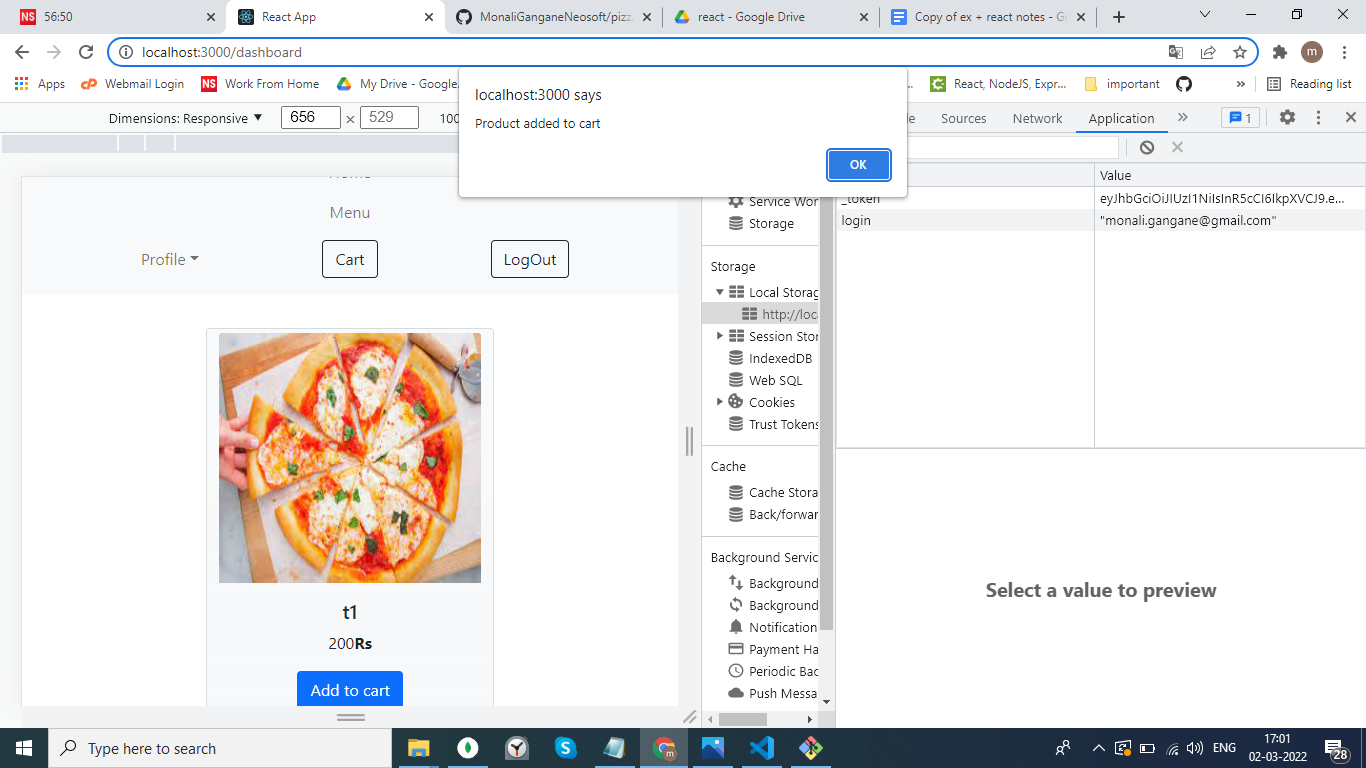 56:50
React App
MonaliGanganeNeosoft/pizz
react - Google Drive
Copy of ex + react notes - Go
localhost:3000/dashboard
m
Apps
Webmail Login
NS
Work From Home
My Drive - Google
React, NodeJS, Expr...
important
»
Reading list
localhost:3000 says
Product added to cart
OK
Dimensions: Responsive
656
×
529
100
Sources
Network
Application
»
1
Menu
Profile
Cart
LogOut
t1
200Rs
Add to cart
Service Wor
Storage
Storage
Local Storag
http://loca
Session Stor
IndexedDB
Web SQL
Cookies
Trust Tokens
Cache
Cache Stora
Back/forwar
Background Servic
Background
Background
Notification
Payment Ha
Periodic Bac
Push Messa
Value
_token
eyJhbGciOiJIUzI1NiIsInR5cCI6IkpXVCJ9.e...
login
"monali.gangane@gmail.com"
Select a value to preview
Type here to search
ENG
17:01
02-03-2022
28